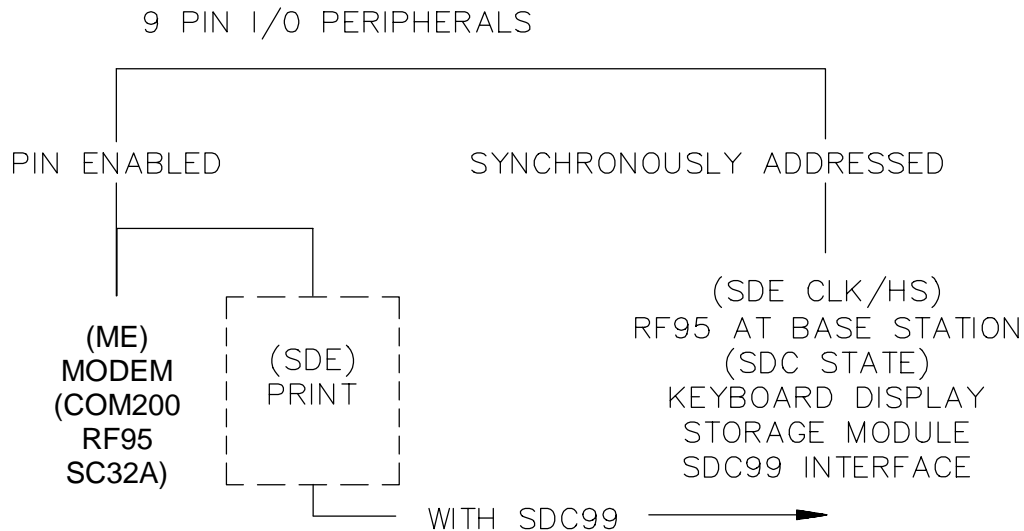 9 PIN I/O PERIPHERALS
PIN ENABLED
SYNCHRONOUSLY ADDRESSED
(ME)
MODEM
(COM200
RF95
SC32A)
(SDE)
PRINT
(SDE CLK/HS)
RF95 AT BASE STATION
(SDC STATE)
KEYBOARD DISPLAY
STORAGE MODULE
SDC99 INTERFACE
WITH SDC99